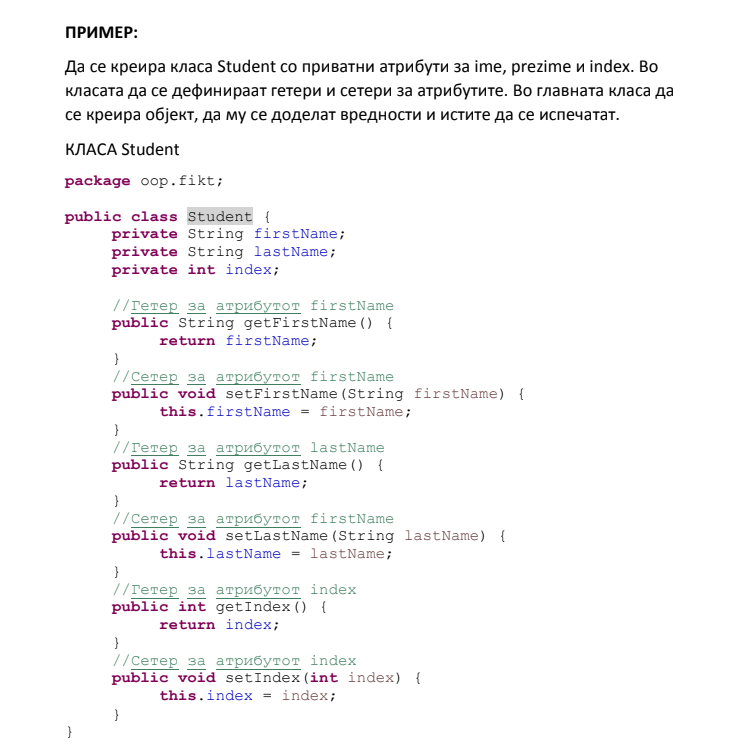 ПРИМЕР:
Да се креира класа Student со приватни атрибути за ime, prezime и index. Во
класата да се дефинираат гетери и сетери за атрибутите. Во главната класа да
се креира објект, да му се доделат вредности и истите да се испечатат.
КЛАСА Student
package oop.fikt;
public class Student {
private String firstName;
private String lastName;
private int index;
//Гетер за атрибутот firstName
public String getFirstName() {
return firstName;
}
//Сетер за атрибутот firstName
public void setFirstName(String firstName) {
this.firstName = firstName;
}
//Гетер за атрибутот lastName
public String getLastName() {
return lastName;
}
//Сетер за атрибутот firstName
public void setLastName(String lastName) {
this.lastName = lastName;
}
//Гетер за атрибутот index
public int getIndex() {
return index;
}
//Сетер за атрибутот index
public void setIndex(int index) {
this.index = index;
}
}